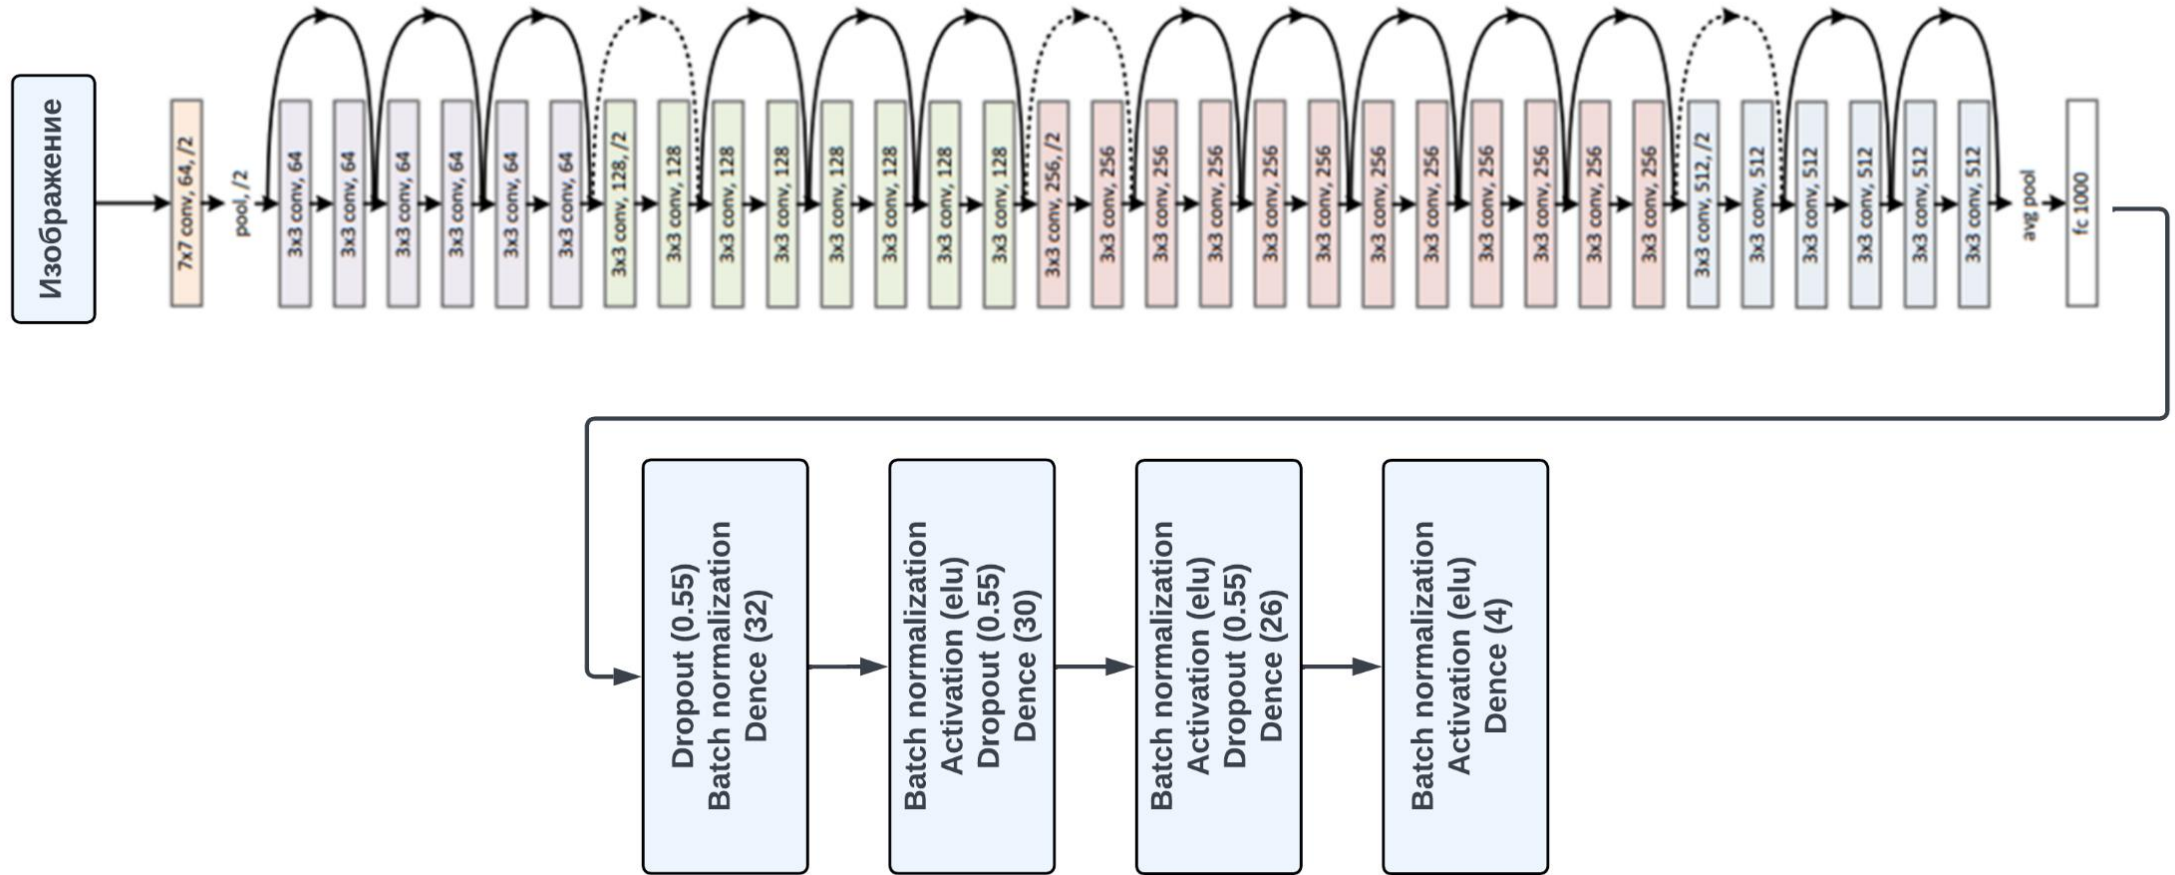 Изображение
7x7 conv, 64, /2
pool, /2
3x3 conv, 64
3x3 conv, 64
3x3 conv, 64
3x3 conv, 64
3x3 conv, 64
3x3 conv, 64
3x3 conv, 128, /2
3x3 conv, 128
3x3 conv, 128
3x3 conv, 128
3x3 conv, 128
3x3 conv, 128
3x3 conv, 128
3x3 conv, 128
3x3 conv, 256, /2
3x3 conv, 256
3x3 conv, 256
3x3 conv, 256
3x3 conv, 256
3x3 conv, 256
3x3 conv, 256
3x3 conv, 256
3x3 conv, 256
3x3 conv, 256
3x3 conv, 256
3x3 conv, 256
3x3 conv, 512, /2
3x3 conv, 512
3x3 conv, 512
3x3 conv, 512
3x3 conv, 512
3x3 conv, 512
avg pool
fc 1000
Dropout (0.55)
Batch normalization
Dence (32)
Batch normalization
Activation (elu)
Dropout (0.55)
Dence (30)
Batch normalization
Activation (elu)
Dropout (0.55)
Dence (26)
Batch normalization
Activation (elu)
Dence (4)